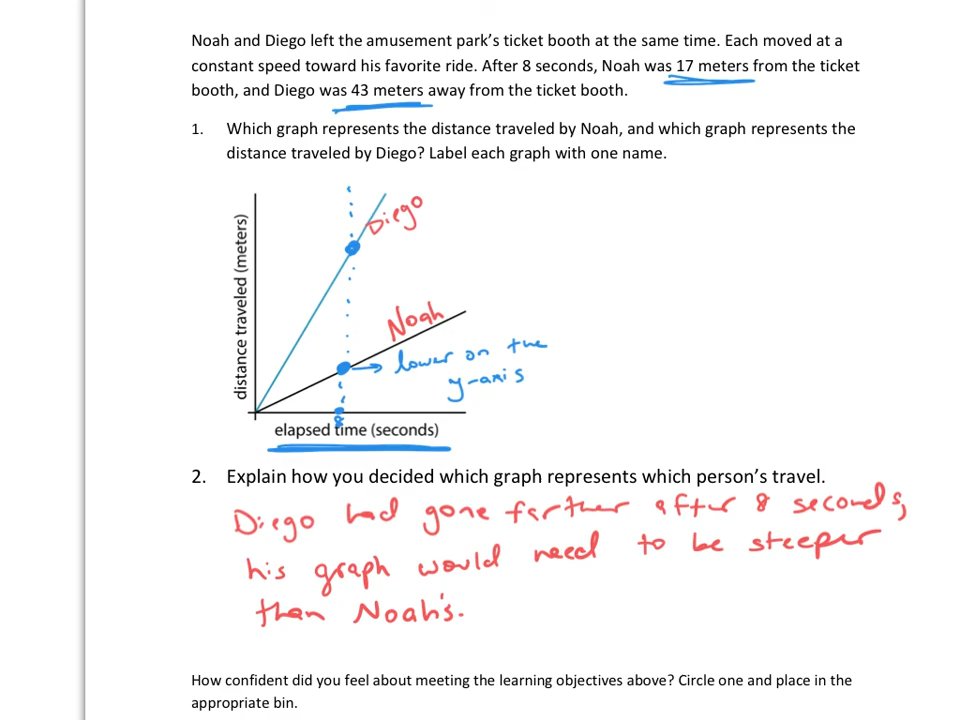 Noah and Diego left the amusement park's ticket booth at the same time. Each moved at a
constant speed toward his favorite ride. After 8 seconds, Noah was 17 meters from the ticket
booth, and Diego was 43 meters away from the ticket booth.
1. Which graph represents the distance traveled by Noah, and which graph represents the
distance traveled by Diego? Label each graph with one name.
distance traveled (meters)
Diego
Noah
lower on the
y-axis
8
elapsed time (seconds)
2. Explain how you decided which graph represents which person's travel.
Diego had gone farther after 8 seconds,
his graph would need to be steeper
than Noah's.
How confident did you feel about meeting the learning objectives above? Circle one and place in the
appropriate bin.